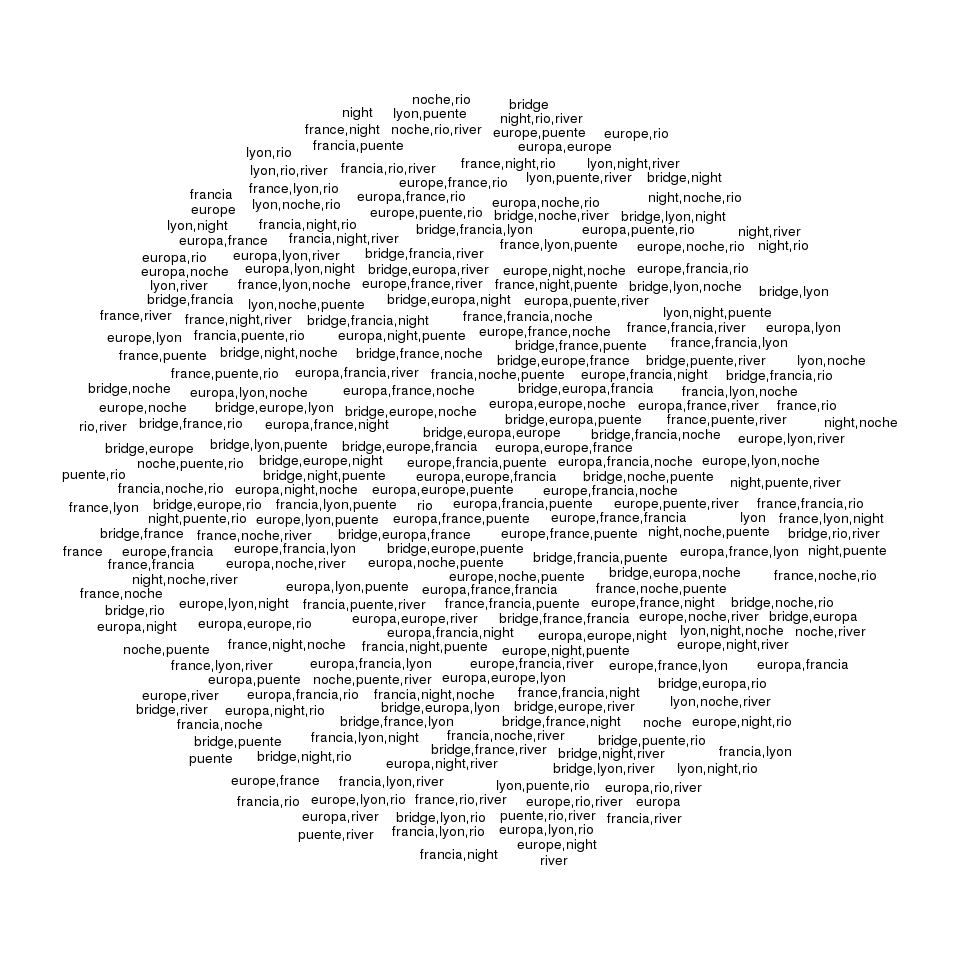 noche,rio
bridge
night
lyon,puente
night,rio,river
france,night
noche,rio,river
europe,puente
europe,rio
francia,puente
europa,europe
lyon,rio
france,night,rio
lyon,night,river
lyon,rio,river
francia,rio,river
europe,france,rio
lyon,puente,river
bridge,night
francia
france,lyon,rio
europa,france,rio
europa,noche,rio
night,noche,rio
europe
lyon,noche,rio
europe,puente,rio
bridge,noche,river
bridge,lyon,night
lyon,night
francia,night,rio
bridge,francia,lyon
europa,puente,rio
night,river
europa,france
francia,night,river
france,lyon,puente
europe,noche,rio
night,rio
europa,rio
europa,lyon,river
bridge,francia,river
europa,noche
europa,lyon,night
bridge,europa,river
europe,night,noche
europe,francia,rio
lyon,river
france,lyon,noche
europe,france,river
france,night,puente
bridge,lyon,noche
bridge,lyon
bridge,francia
lyon,noche,puente
bridge,europa,night
europa,puente,river
france,river
france,night,river
bridge,francia,night
france,francia,noche
lyon,night,puente
europe,lyon
francia,puente,rio
europa,night,puente
europe,france,noche
france,francia,river
europa,lyon
france,puente
bridge,night,noche
bridge,france,noche
bridge,france,puente
france,francia,lyon
bridge,europe,france
bridge,puente,river
lyon,noche
france,puente,rio
europa,francia,river
francia,noche,puente
europe,francia,night
bridge,francia,rio
bridge,noche
europa,lyon,noche
europa,france,noche
bridge,europa,francia
francia,lyon,noche
europe,noche
bridge,europe,lyon
bridge,europe,noche
europa,europe,noche
europa,france,river
france,rio
rio,river
bridge,france,rio
europa,france,night
bridge,europa,puente
france,puente,river
night,noche
bridge,europa,europe
bridge,francia,noche
europe,lyon,river
bridge,europe
bridge,lyon,puente
bridge,europe,francia
europa,europe,france
noche,puente,rio
bridge,europe,night
europe,francia,puente
europa,francia,noche
europe,lyon,noche
puente,rio
bridge,night,puente
europa,europe,francia
bridge,noche,puente
night,puente,river
francia,noche,rio
europa,night,noche
europa,europe,puente
europe,francia,noche
france,lyon
bridge,europe,rio
francia,lyon,puente
rio
europa,francia,puente
europe,puente,river
france,francia,rio
night,puente,rio
europe,lyon,puente
europa,france,puente
europe,france,francia
lyon
france,lyon,night
bridge,france
france,noche,river
bridge,europa,france
europe,france,puente
night,noche,puente
bridge,rio,river
france
europe,francia
europe,francia,lyon
bridge,europe,puente
bridge,francia,puente
europa,france,lyon
night,puente
france,francia
europa,noche,river
europa,noche,puente
europe,noche,puente
bridge,europa,noche
france,noche,rio
night,noche,river
europa,lyon,puente
europa,france,francia
france,noche,puente
france,noche
bridge,rio
europe,lyon,night
francia,puente,river
france,francia,puente
europe,france,night
bridge,noche,rio
europa,night
europa,europe,rio
europa,europe,river
bridge,france,francia
europe,noche,river
bridge,europa
europa,francia,night
europa,europe,night
lyon,night,noche
noche,river
noche,puente
france,night,noche
francia,night,puente
europe,night,puente
europe,night,river
france,lyon,river
europa,francia,lyon
europe,francia,river
europe,france,lyon
europa,francia
europa,puente
noche,puente,river
europa,europe,lyon
bridge,europa,rio
europe,river
europa,francia,rio
francia,night,noche
france,francia,night
lyon,noche,river
bridge,river
europa,night,rio
bridge,europa,lyon
bridge,europe,river
francia,noche
bridge,france,lyon
bridge,france,night
noche
europe,night,rio
bridge,puente
francia,lyon,night
francia,noche,river
bridge,puente,rio
puente
bridge,night,rio
bridge,france,river
bridge,night,river
francia,lyon
europa,night,river
bridge,lyon,river
lyon,night,rio
europe,france
francia,lyon,river
lyon,puente,rio
europa,rio,river
francia,rio
europe,lyon,rio
france,rio,river
europe,rio,river
europa
europa,river
bridge,lyon,rio
puente,rio,river
francia,river
puente,river
francia,lyon,rio
europa,lyon,rio
europe,night
francia,night
river